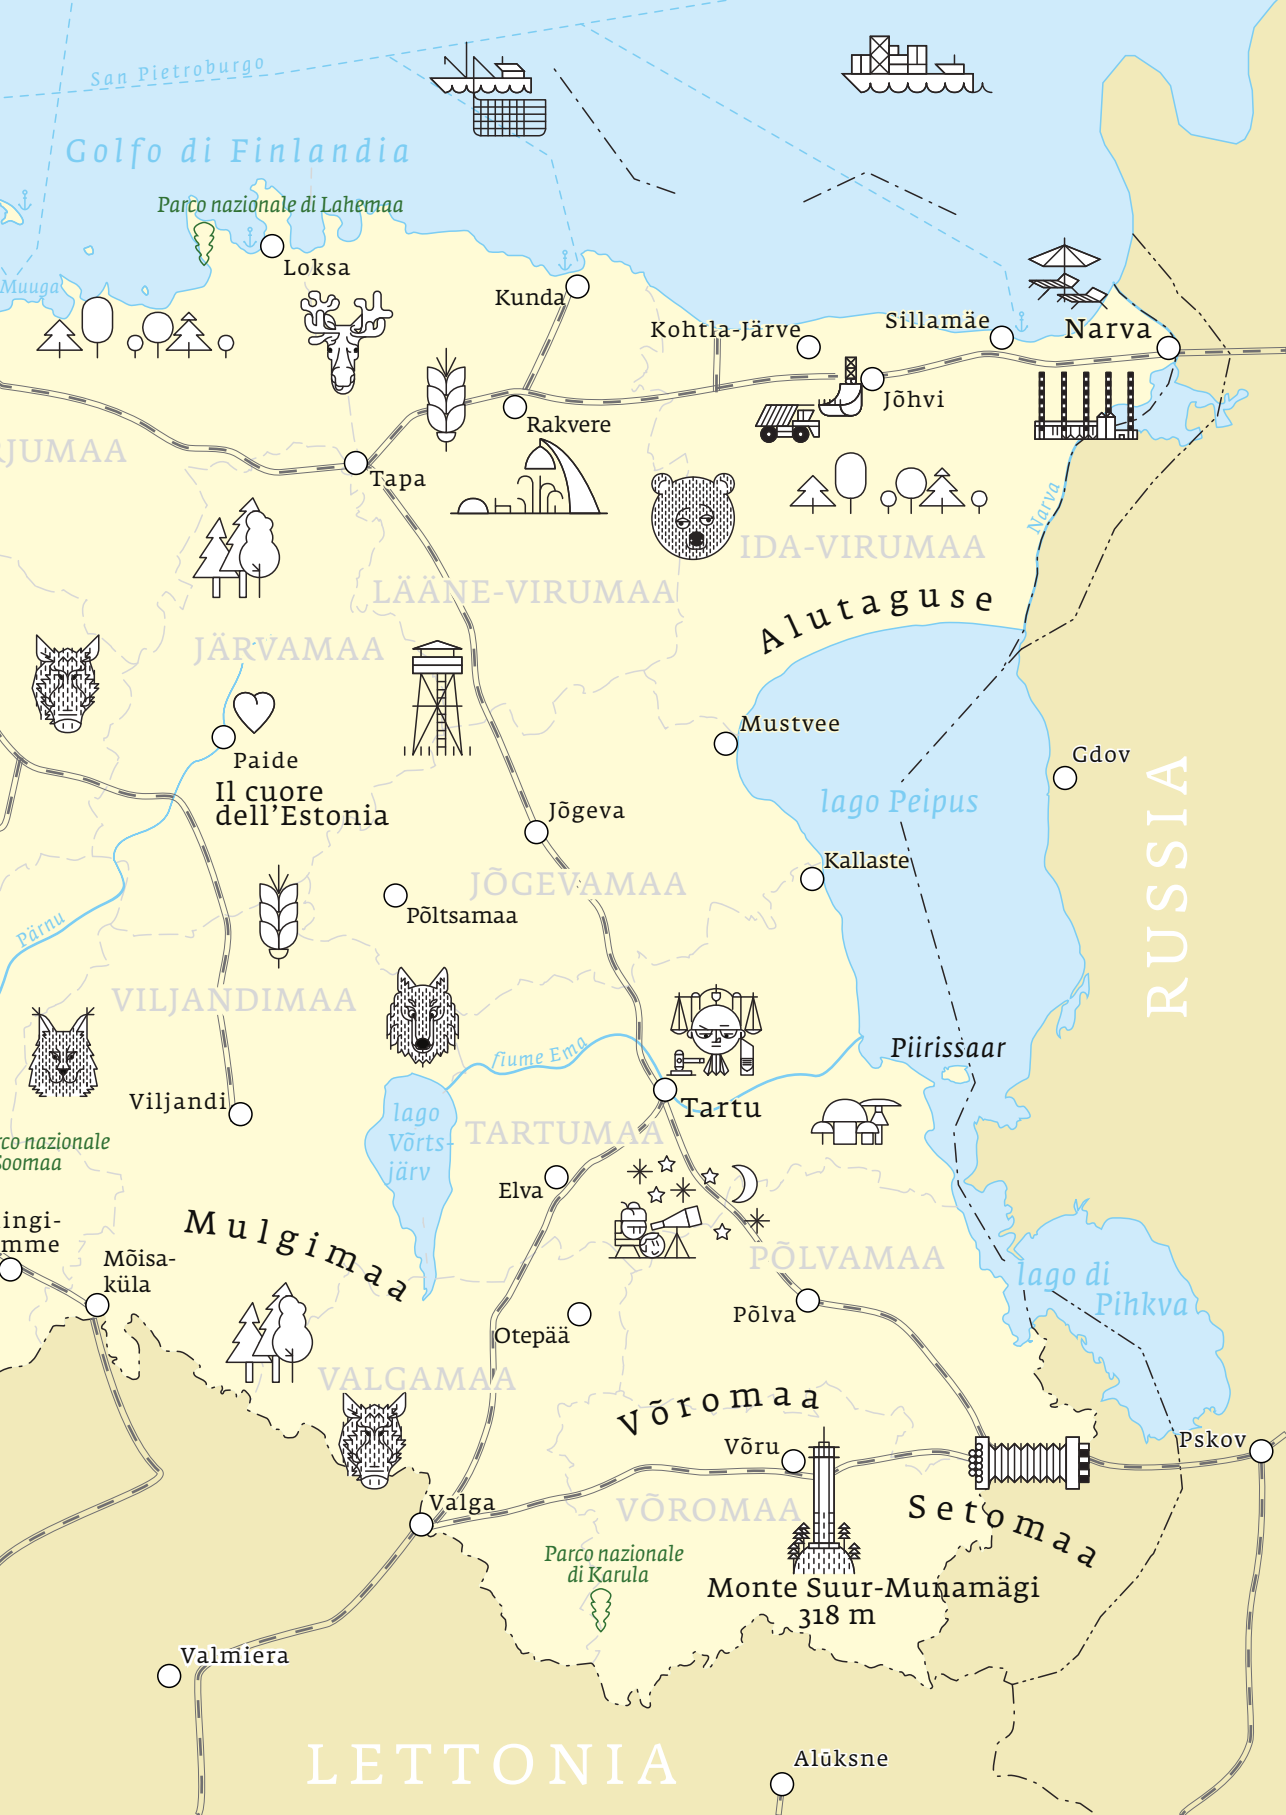 San Pietroburgo
Golfo di Finlandia
Parco nazionale di Lahemaa
Loksa
Muuga
Kunda
Kohtla-Järve
Sillamäe
Narva
Jõhvi
Rakvere
RJUMAA
Tapa
Narva
IDA-VIRUMAA
LÄÄNE-VIRUMAA
Alutaguse
JÄRVAMAA
Mustvee
Gdov
Paide
Il cuore
dell’Estonia
lago Peipus
RUSSIA
Jõgeva
Kallaste
JÕGEVAMAA
Põltsamaa
Pärnu
VILJANDIMAA
fiume Ema
Piirissaar
Viljandi
Tartu
lago
Võrts-
järv
TARTUMAA
rco nazionale
Soomaa
Elva
Mulgimaa
ingi-
mme
Mõisa-
küla
PÕLVAMAA
lago di
Pihkva
Põlva
Otepää
VALGAMAA
Võromaa
Võru
Pskov
Valga
VÕROMAA
Setomaa
Parco nazionale
di Karula
Monte Suur-Munamägi
318 m
Valmiera
LETTONIA
Alūksne